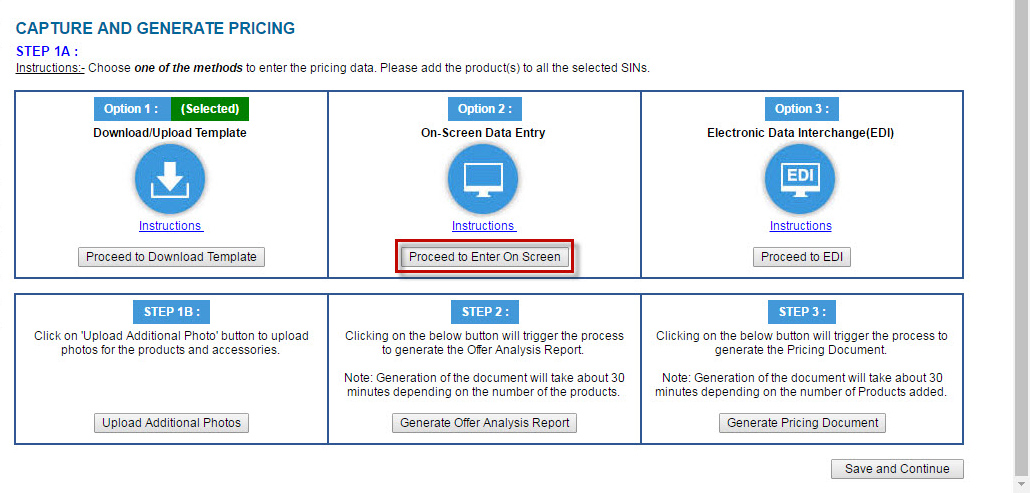 CAPTURE AND GENERATE PRICING
STEP 1A :
Instructions:- Choose one of the methods to enter the pricing data. Please add the product(s) to all the selected SINs.
Option 1 : (Selected)
Download/Upload Template
Instructions
Proceed to Download Template
Option 2 :
On-Screen Data Entry
Instructions
Proceed to Enter On Screen
Option 3 :
Electronic Data Interchange(EDI)
EDI
Instructions
Proceed to EDI
STEP 1B :
Click on 'Upload Additional Photo' button to upload
photos for the products and accessories.
Upload Additional Photos
STEP 2 :
Clicking on the below button will trigger the process
to generate the Offer Analysis Report.
Note: Generation of the document will take about 30
minutes depending on the number of the products.
Generate Offer Analysis Report
STEP 3 :
Clicking on the below button will trigger the process to
generate the Pricing Document.
Note: Generation of the document will take about 30
minutes depending on the number of Products added.
Generate Pricing Document
Save and Continue